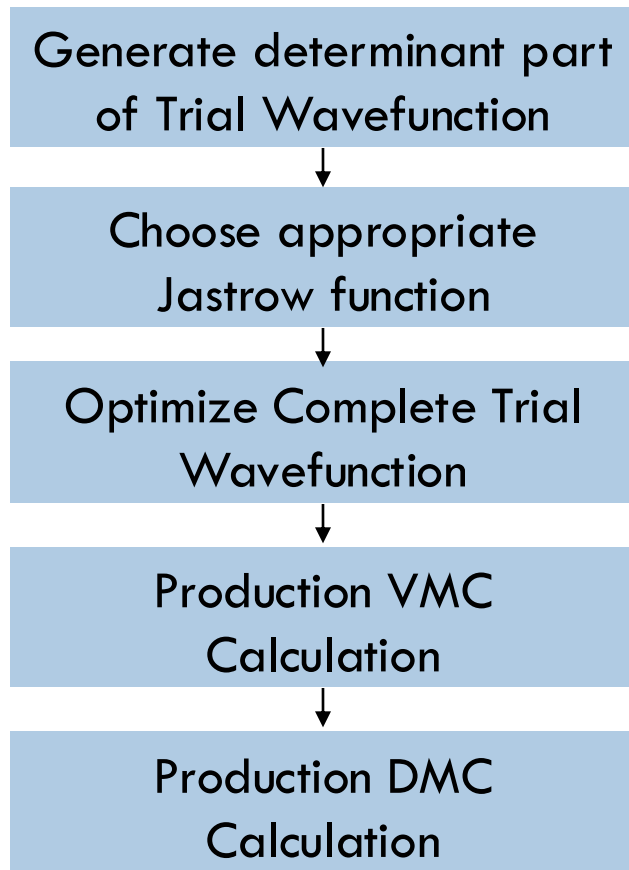 Generate determinant part
of Trial Wavefunction
Choose appropriate
Jastrow function
Optimize Complete Trial
Wavefunction
Production VMC
Calculation
Production DMC
Calculation